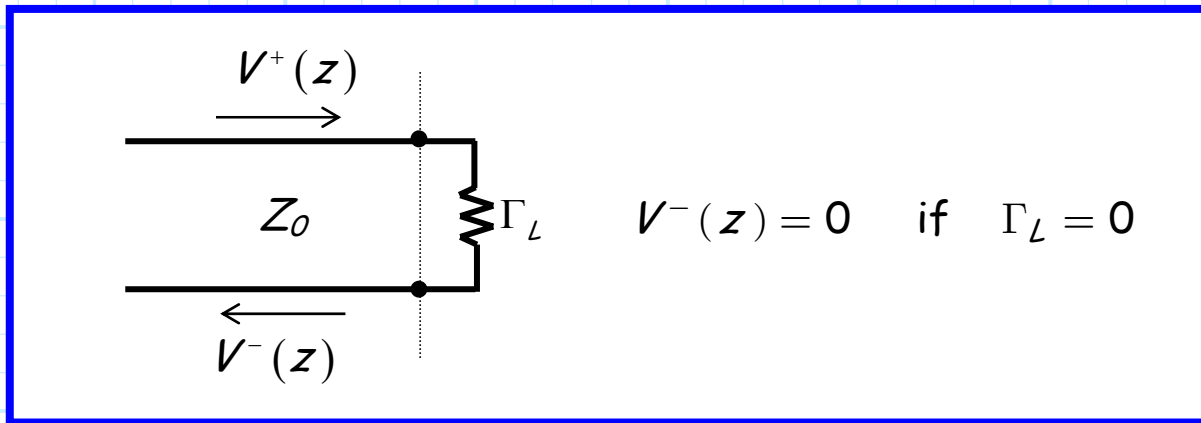 V⁺(z)
Z₀
Γ_L
V⁻(z) = 0 if Γ_L = 0
V⁻(z)